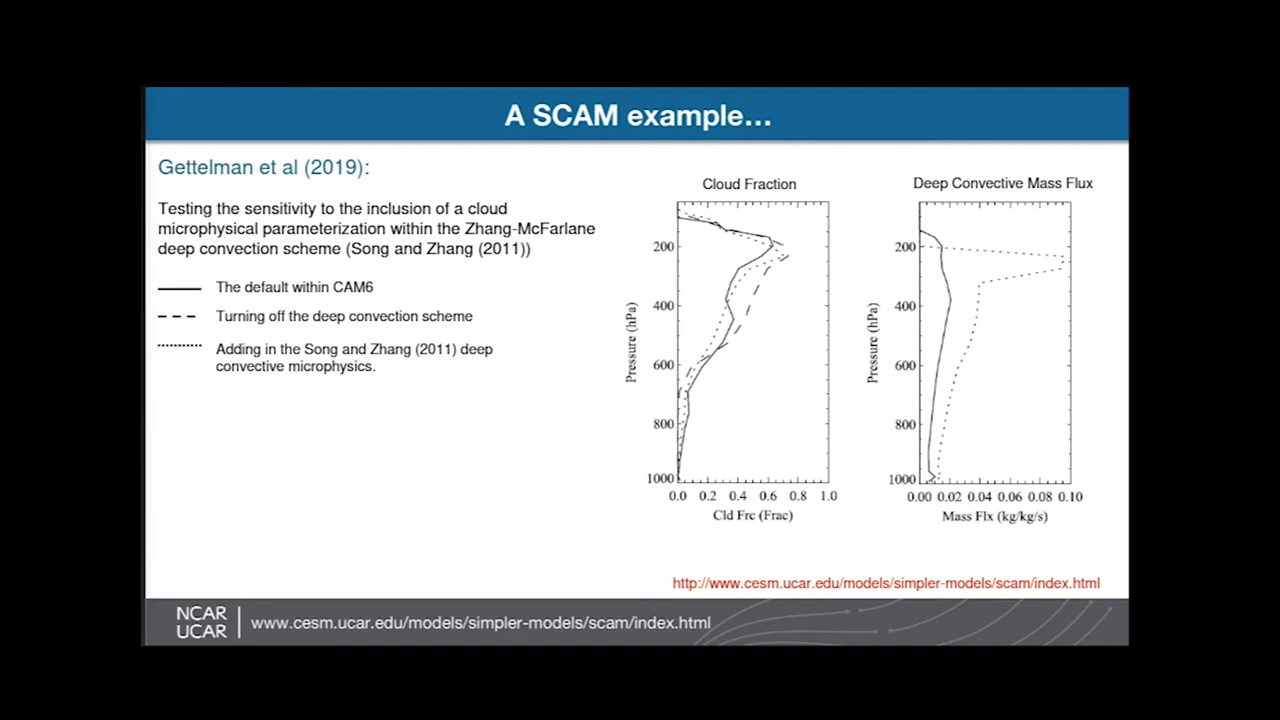 A SCAM example…
Gettelman et al (2019):
Testing the sensitivity to the inclusion of a cloud
microphysical parameterization within the Zhang-McFarlane
deep convection scheme (Song and Zhang (2011))
The default within CAM6
Turning off the deep convection scheme
Adding in the Song and Zhang (2011) deep
convective microphysics.
Cloud Fraction
Pressure (hPa)
200
400
600
800
1000
0.0 0.2 0.4 0.6 0.8 1.0
Cld Frc (Frac)
Deep Convective Mass Flux
Pressure (hPa)
200
400
600
800
1000
0.00 0.02 0.04 0.06 0.08 0.10
Mass Flx (kg/kg/s)
http://www.cesm.ucar.edu/models/simpler-models/scam/index.html
NCAR
UCAR
www.cesm.ucar.edu/models/simpler-models/scam/index.html